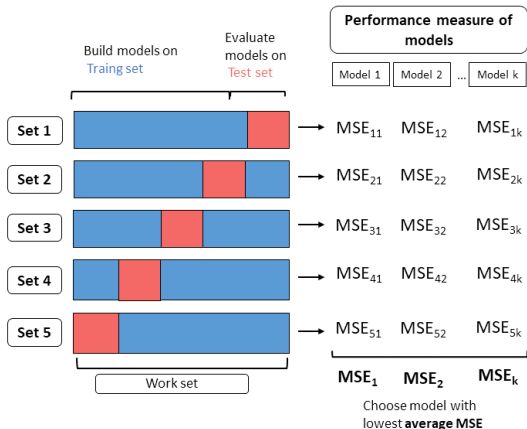 Performance measure of
models
Build models on
Traing set
Evaluate
models on
Test set
Model 1 Model 2 ... Model k
Set 1 MSE₁₁ MSE₁₂ MSE₁ₖ
Set 2 MSE₂₁ MSE₂₂ MSE₂ₖ
Set 3 MSE₃₁ MSE₃₂ MSE₃ₖ
Set 4 MSE₄₁ MSE₄₂ MSE₄ₖ
Set 5 MSE₅₁ MSE₅₂ MSE₅ₖ
Work set
MSE₁ MSE₂ MSEₖ
Choose model with
lowest average MSE